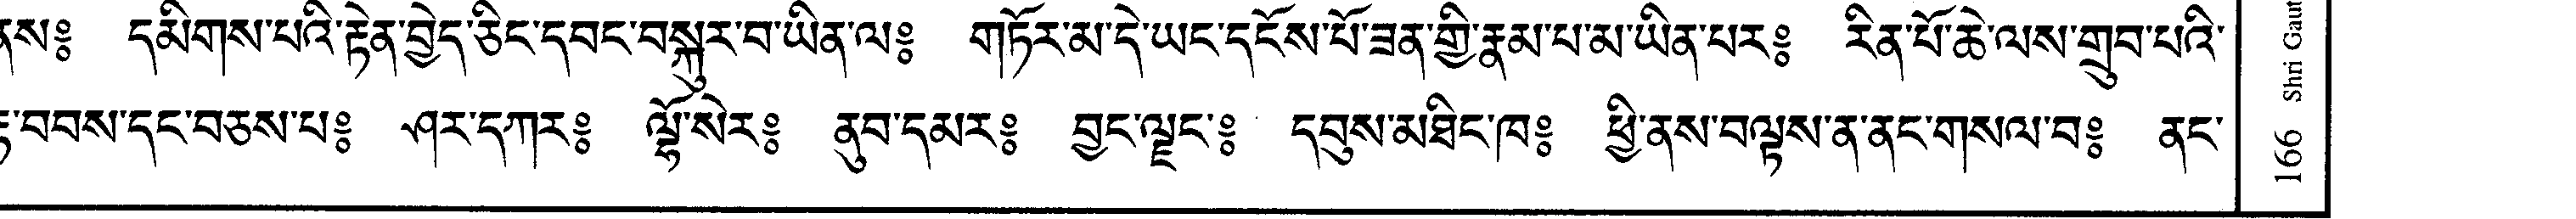 ནས༔ དམིགས་པའི་རྟེན་བྱེད་ཅིང་དབང་བསྐུར་བ་ཡིན་ལ༔ གཏོར་མ་དེ་ཡང་དངོས་པོ་ཟན་གྱི་རྣམ་པ་མ་ཡིན་པར༔ རིན་པོ་ཆེ་ལས་གྲུབ་པའི་
བབས་དང་བཅས་པ༔ ཤར་དཀར༔ ལྷོ་སེར༔ ནུབ་དམར༔ བྱང་ལྗང་༔ དབུས་མཐིང་ཁ༔ ཕྱི་ནས་བལྟས་ན་ནང་གསལ་བ༔ ནང་
166 Shri Gaut